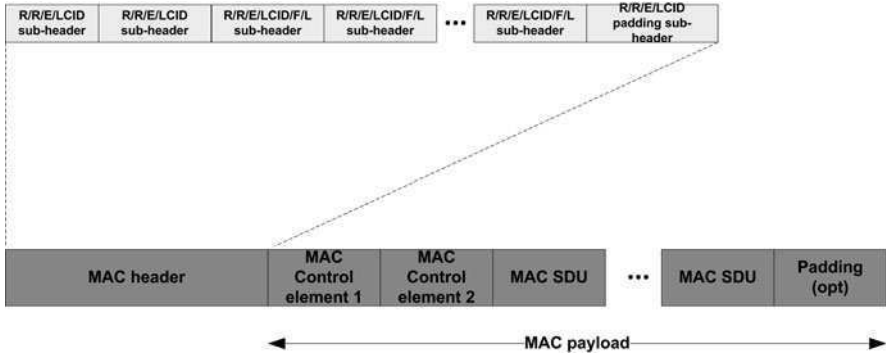 R/R/E/LCID
sub-header
R/R/E/LCID
sub-header
R/R/E/LCID/F/L
sub-header
R/R/E/LCID/F/L
sub-header
...
R/R/E/LCID/F/L
sub-header
R/R/E/LCID
padding sub-
header
MAC header
MAC
Control
element 1
MAC
Control
element 2
MAC SDU
...
MAC SDU
Padding
(opt)
MAC payload